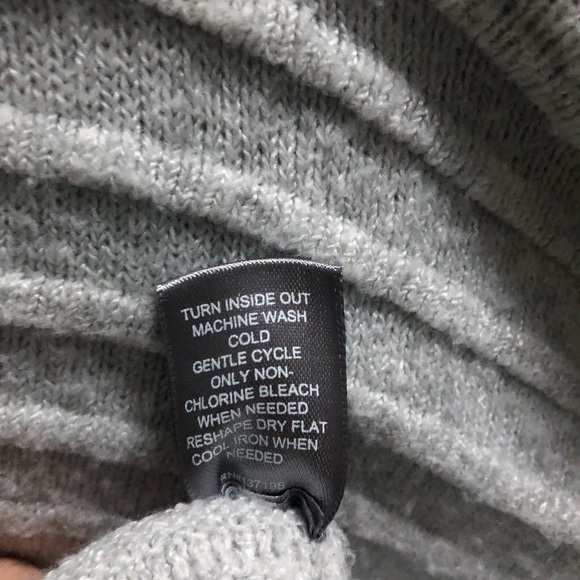 TURN INSIDE OUT
MACHINE WASH
COLD
GENTLE CYCLE
ONLY NON-
CHLORINE BLEACH
WHEN NEEDED
RESHAPE DRY FLAT
COOL IRON WHEN
NEEDED